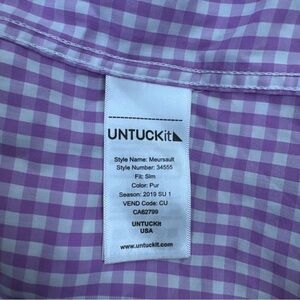 UNTUCKit
Style Name: Meursault
Style Number: 34555
Fit: Slim
Color: Pur
Season: 2019 SU 1
VEND Code: CU
CA62799
UNTUCKit
USA
www.untuckit.com